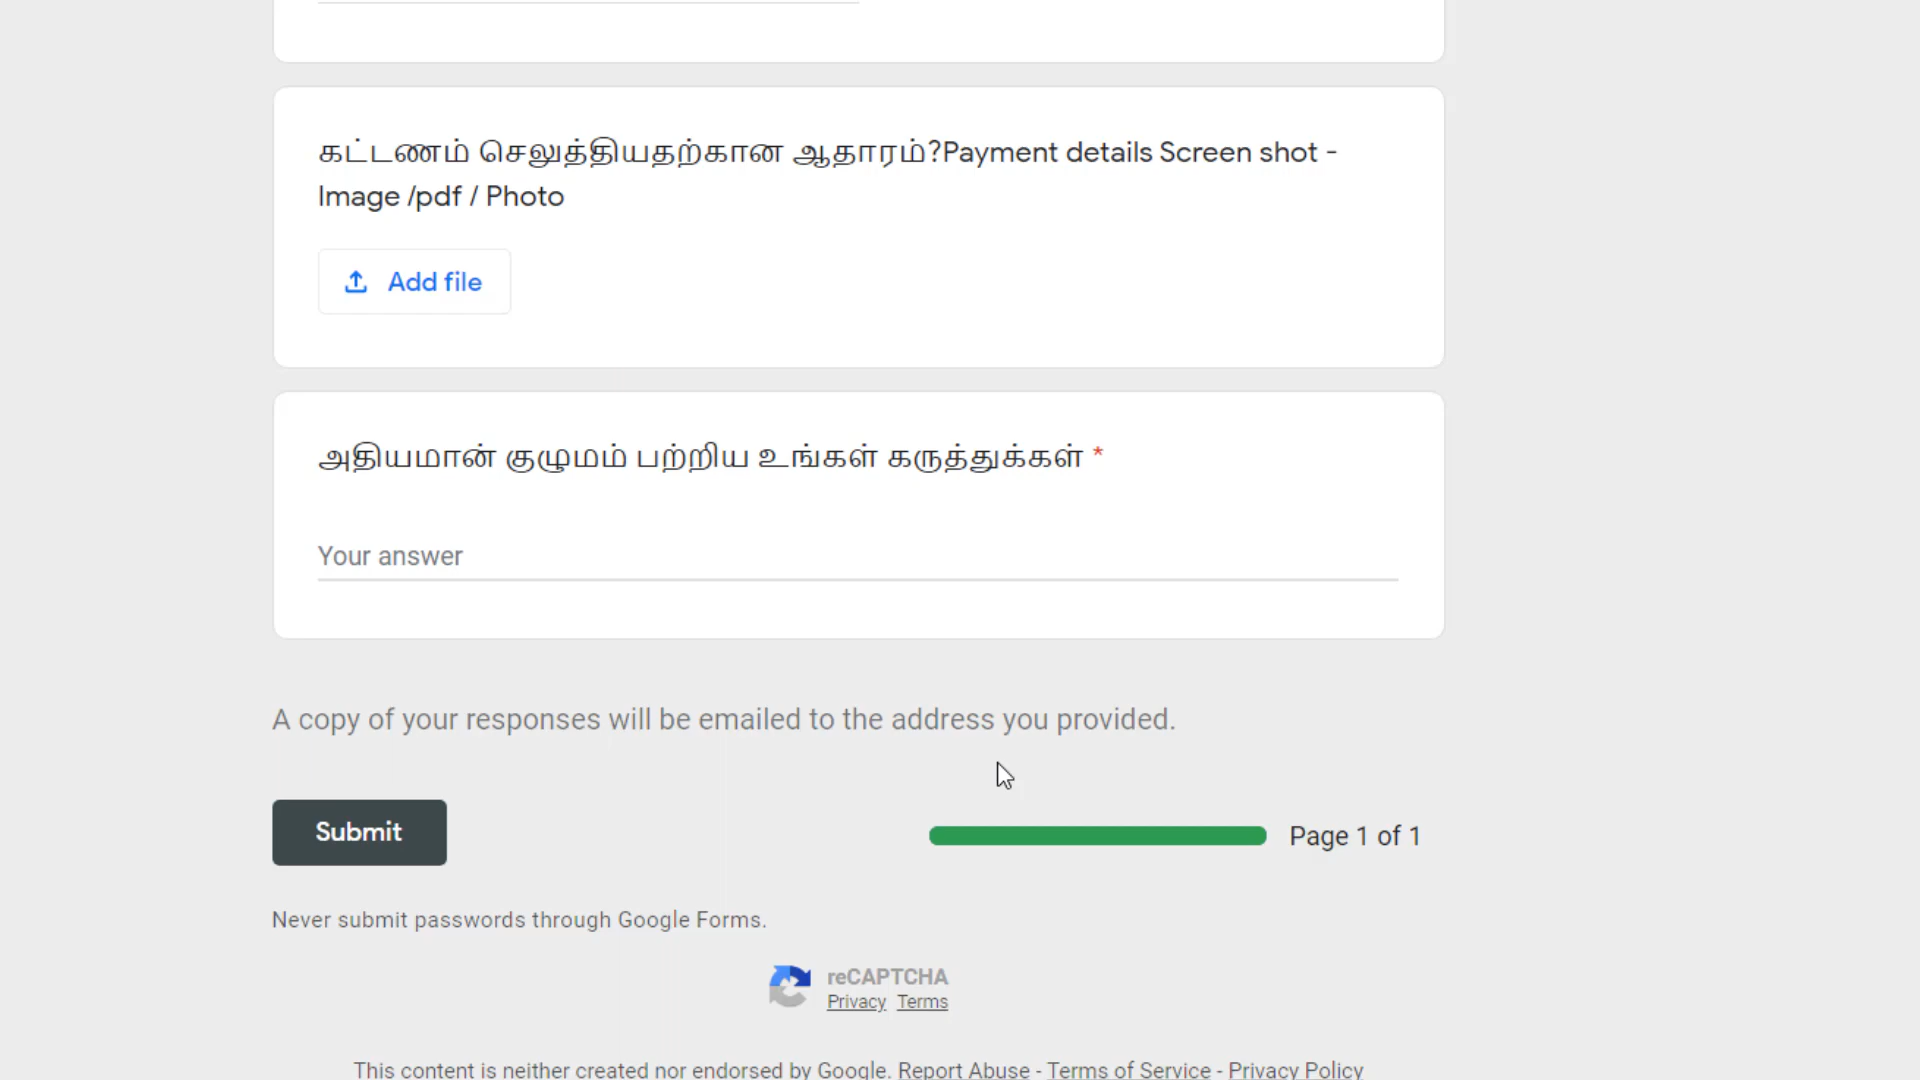 கட்டணம் செலுத்தியதற்கான ஆதாரம்?Payment details Screen shot -
Image /pdf / Photo
Add file
அதியமான் குழுமம் பற்றிய உங்கள் கருத்துக்கள் *
Your answer
A copy of your responses will be emailed to the address you provided.
Submit
Page 1 of 1
Never submit passwords through Google Forms.
reCAPTCHA
Privacy Terms
This content is neither created nor endorsed by Google. Report Abuse - Terms of Service - Privacy Policy